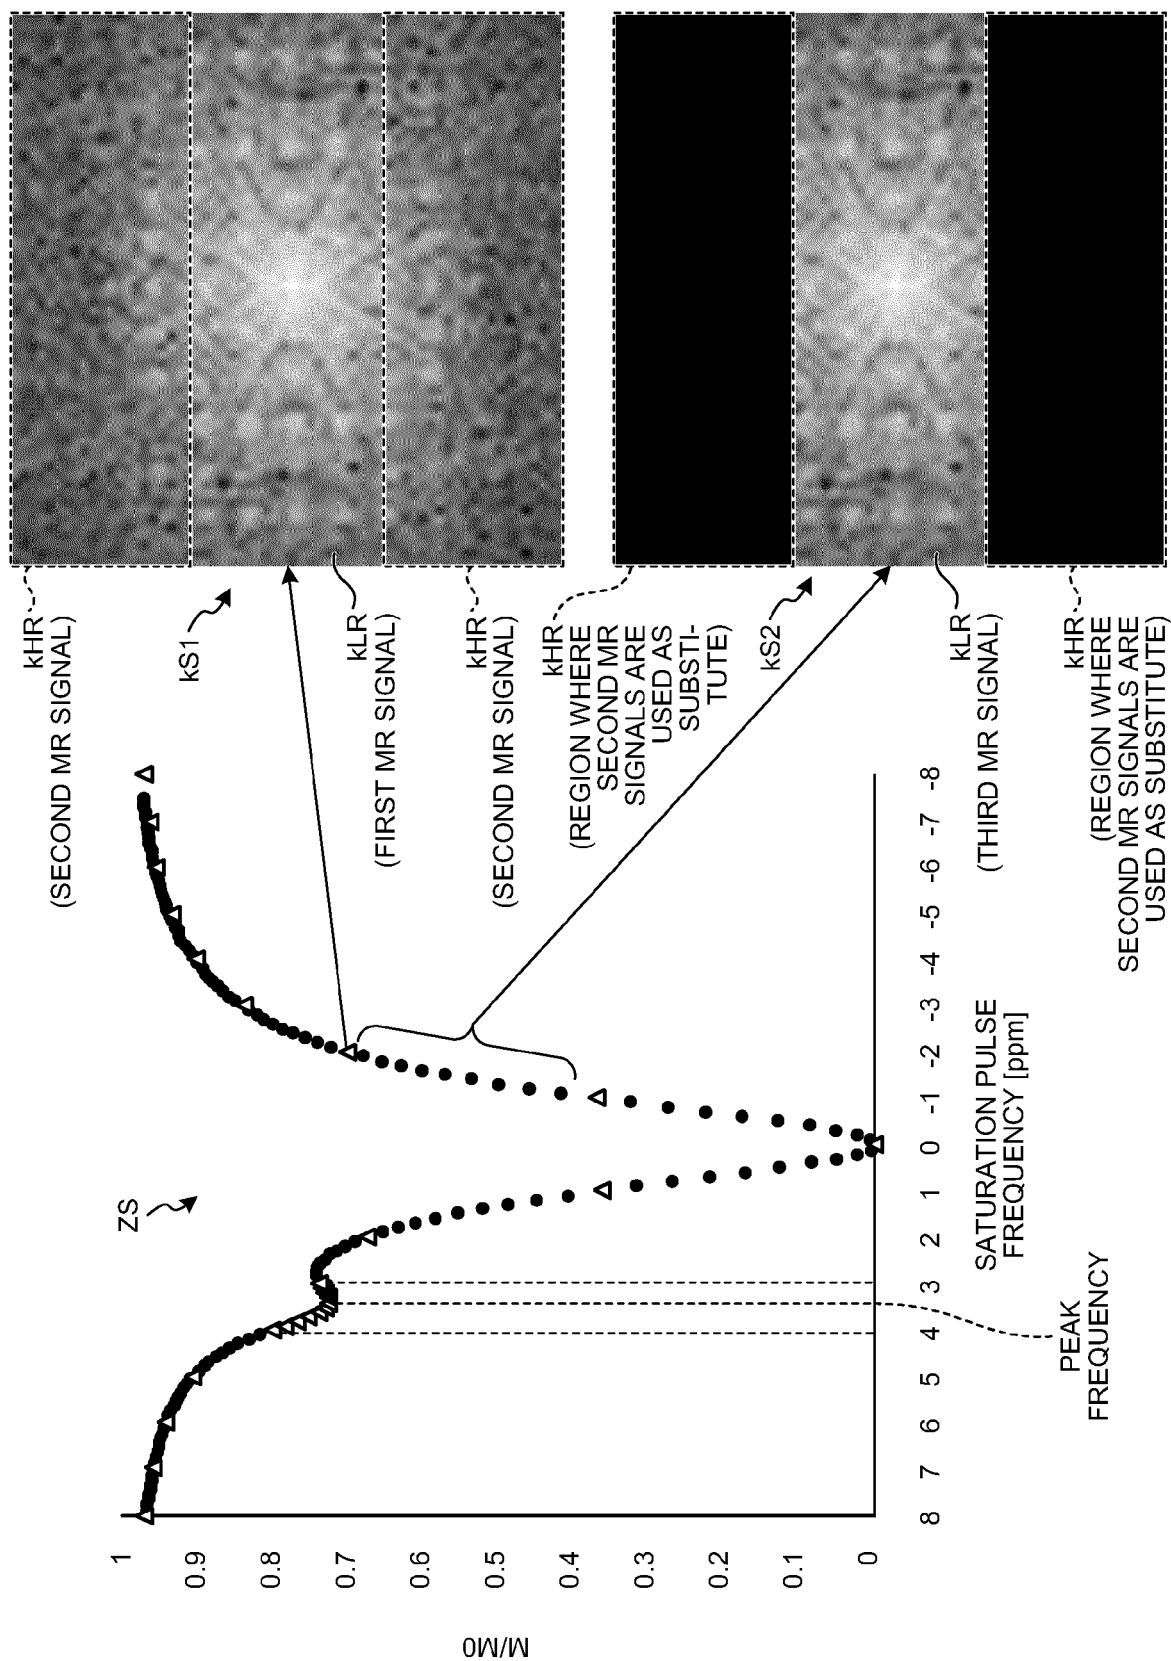 M/M0
1
0.9
0.8
0.7
0.6
0.5
0.4
0.3
0.2
0.1
0
8
7
6
5
4
3
2
1
0
-1
-2
-3
-4
-5
-6
-7
-8
ZS
SATURATION PULSE
FREQUENCY [ppm]
PEAK
FREQUENCY
kHR
(SECOND MR SIGNAL)
kS1
kLR
(FIRST MR SIGNAL)
kHR
(SECOND MR SIGNAL)
kHR
(REGION WHERE
SECOND MR
SIGNALS ARE
USED AS
SUBSTI-
TUTE)
kS2
kLR
(THIRD MR SIGNAL)
kHR
(REGION WHERE
SECOND MR SIGNALS ARE
USED AS SUBSTITUTE)